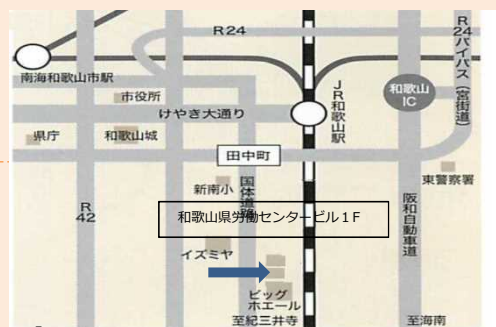 R24
R24バイパス（宮街道）
南海和歌山市駅
和歌山IC
JR和歌山駅
市役所
けやき大通り
県庁
和歌山城
田中町
東警察署
新南小
国体道路
R42
阪和自動車道
和歌山県労働センタービル１F
イズミヤ
ビッグホエール
至紀三井寺
至海南